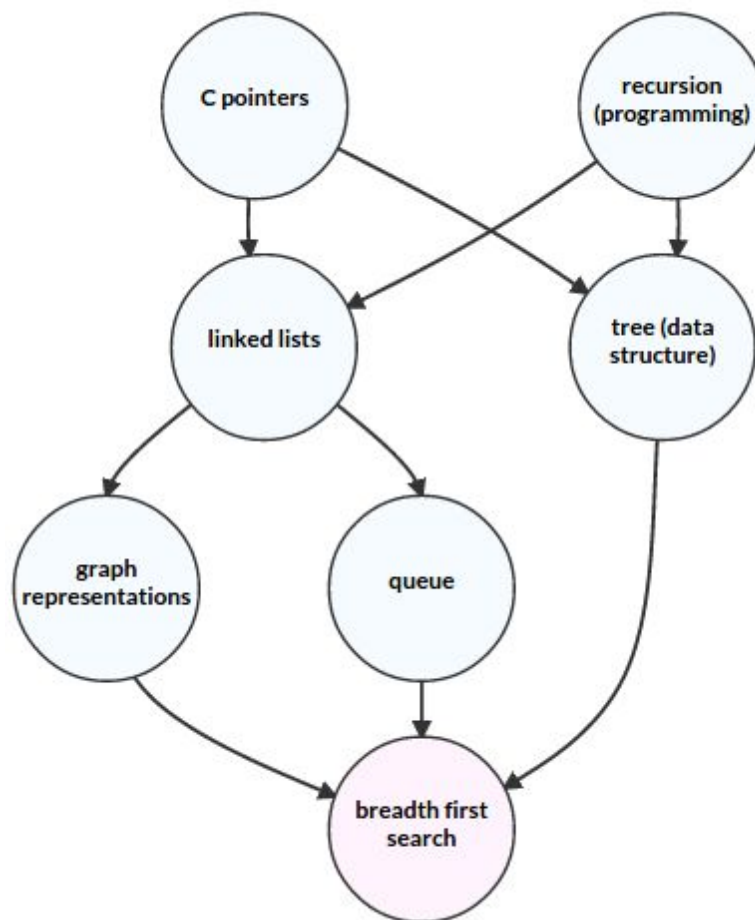 C pointers
recursion
(programming)
linked lists
tree (data
structure)
graph
representations
queue
breadth first
search